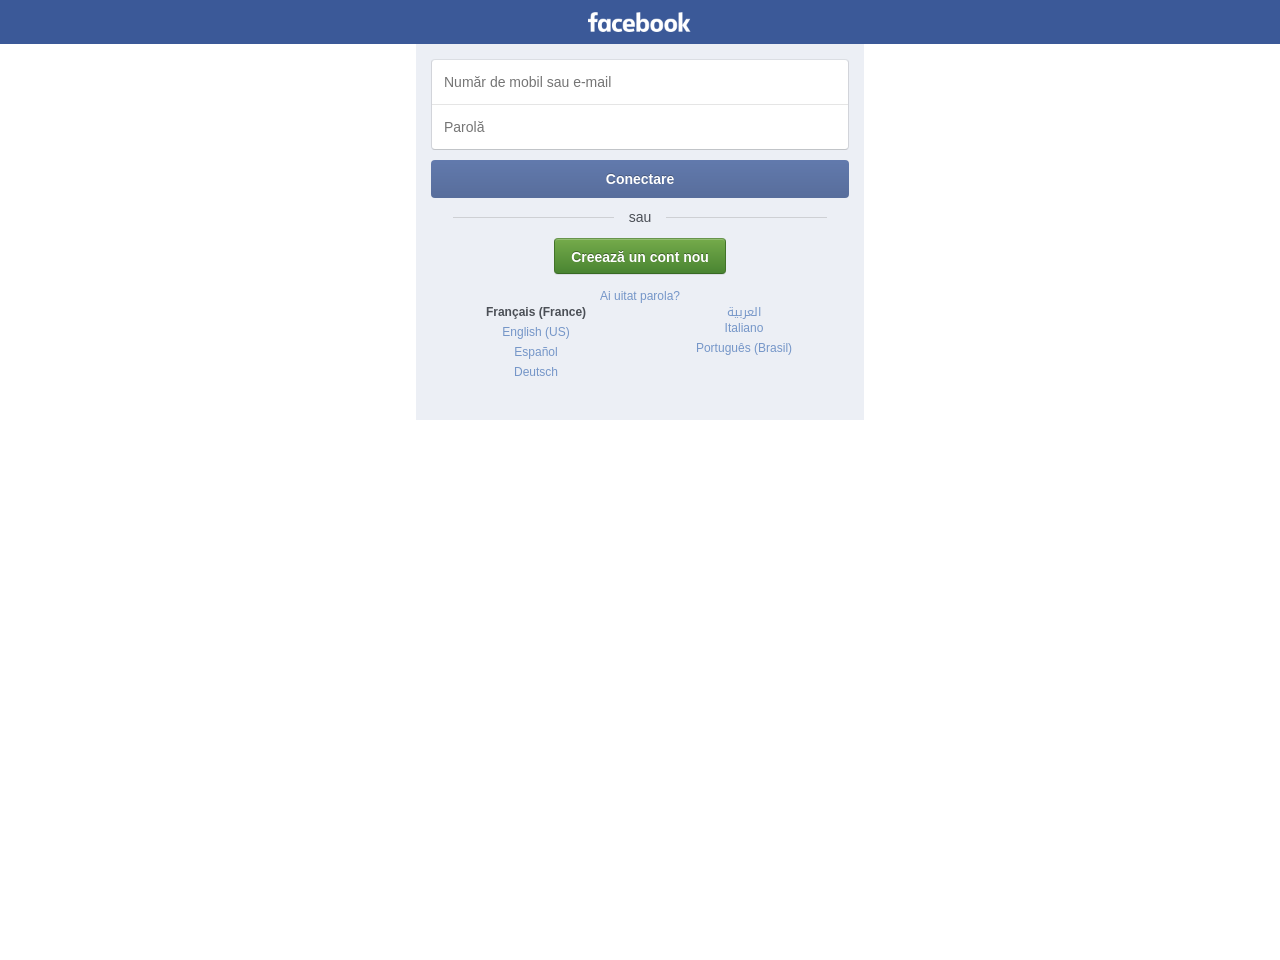 facebook
Număr de mobil sau e-mail
Parolă
Conectare
sau
Creează un cont nou
Ai uitat parola?
Français (France)
English (US)
Español
Deutsch
العربية
Italiano
Português (Brasil)